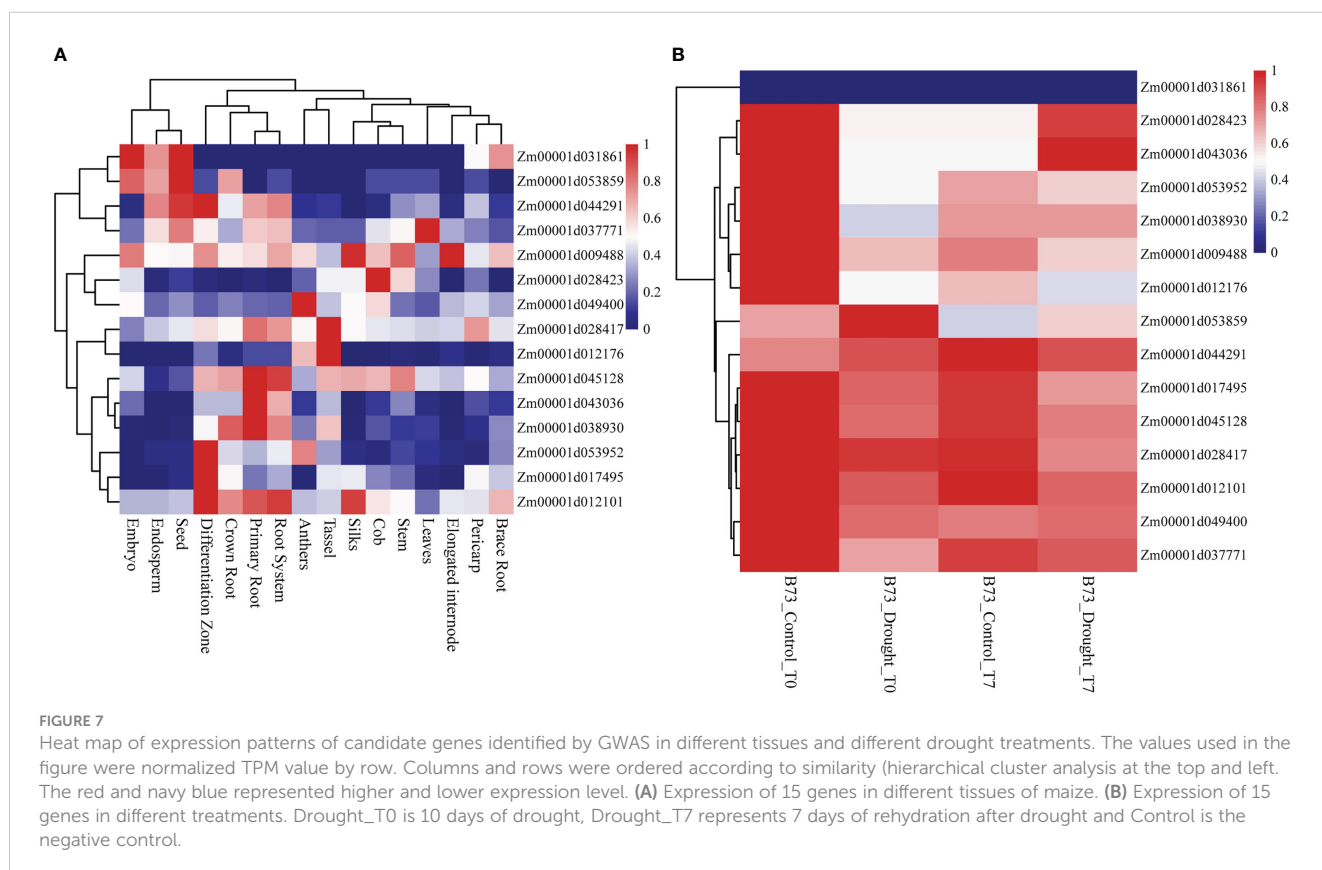 A
1
0.8
0.6
0.4
0.2
0
Zm00001d031861
Zm00001d053859
Zm00001d044291
Zm00001d037771
Zm00001d009488
Zm00001d028423
Zm00001d049400
Zm00001d028417
Zm00001d012176
Zm00001d045128
Zm00001d043036
Zm00001d038930
Zm00001d053952
Zm00001d017495
Zm00001d012101
Embryo
Endosperm
Seed
Differentiation Zone
Crown Root
Primary Root
Root System
Anthers
Tassel
Silks
Cob
Stem
Leaves
Elongated internode
Pericarp
Brace Root
B
1
0.8
0.6
0.4
0.2
0
Zm00001d031861
Zm00001d028423
Zm00001d043036
Zm00001d053952
Zm00001d038930
Zm00001d009488
Zm00001d012176
Zm00001d053859
Zm00001d044291
Zm00001d017495
Zm00001d045128
Zm00001d028417
Zm00001d012101
Zm00001d049400
Zm00001d037771
B73_Control_T0
B73_Drought_T0
B73_Control_T7
B73_Drought_T7
FIGURE 7
Heat map of expression patterns of candidate genes identified by GWAS in different tissues and different drought treatments. The values used in the
figure were normalized TPM value by row. Columns and rows were ordered according to similarity (hierarchical cluster analysis at the top and left.
The red and navy blue represented higher and lower expression level. (A) Expression of 15 genes in different tissues of maize. (B) Expression of 15
genes in different treatments. Drought_T0 is 10 days of drought, Drought_T7 represents 7 days of rehydration after drought and Control is the
negative control.